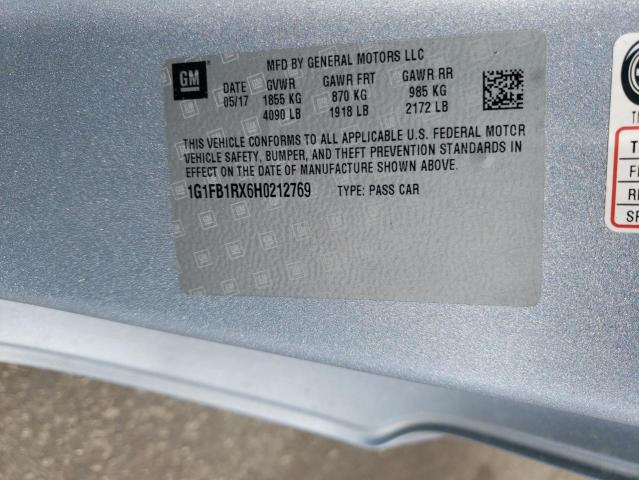 GM
MFD BY GENERAL MOTORS LLC
DATE GVWR GAWR FRT GAWR RR
05/17 1855 KG 870 KG 985 KG
4090 LB 1918 LB 2172 LB
THIS VEHICLE CONFORMS TO ALL APPLICABLE U.S. FEDERAL MOTOR
VEHICLE SAFETY, BUMPER, AND THEFT PREVENTION STANDARDS
IN EFFECT ON THE DATE OF MANUFACTURE SHOWN ABOVE.
1G1FB1RX6H0212769 TYPE: PASS CAR